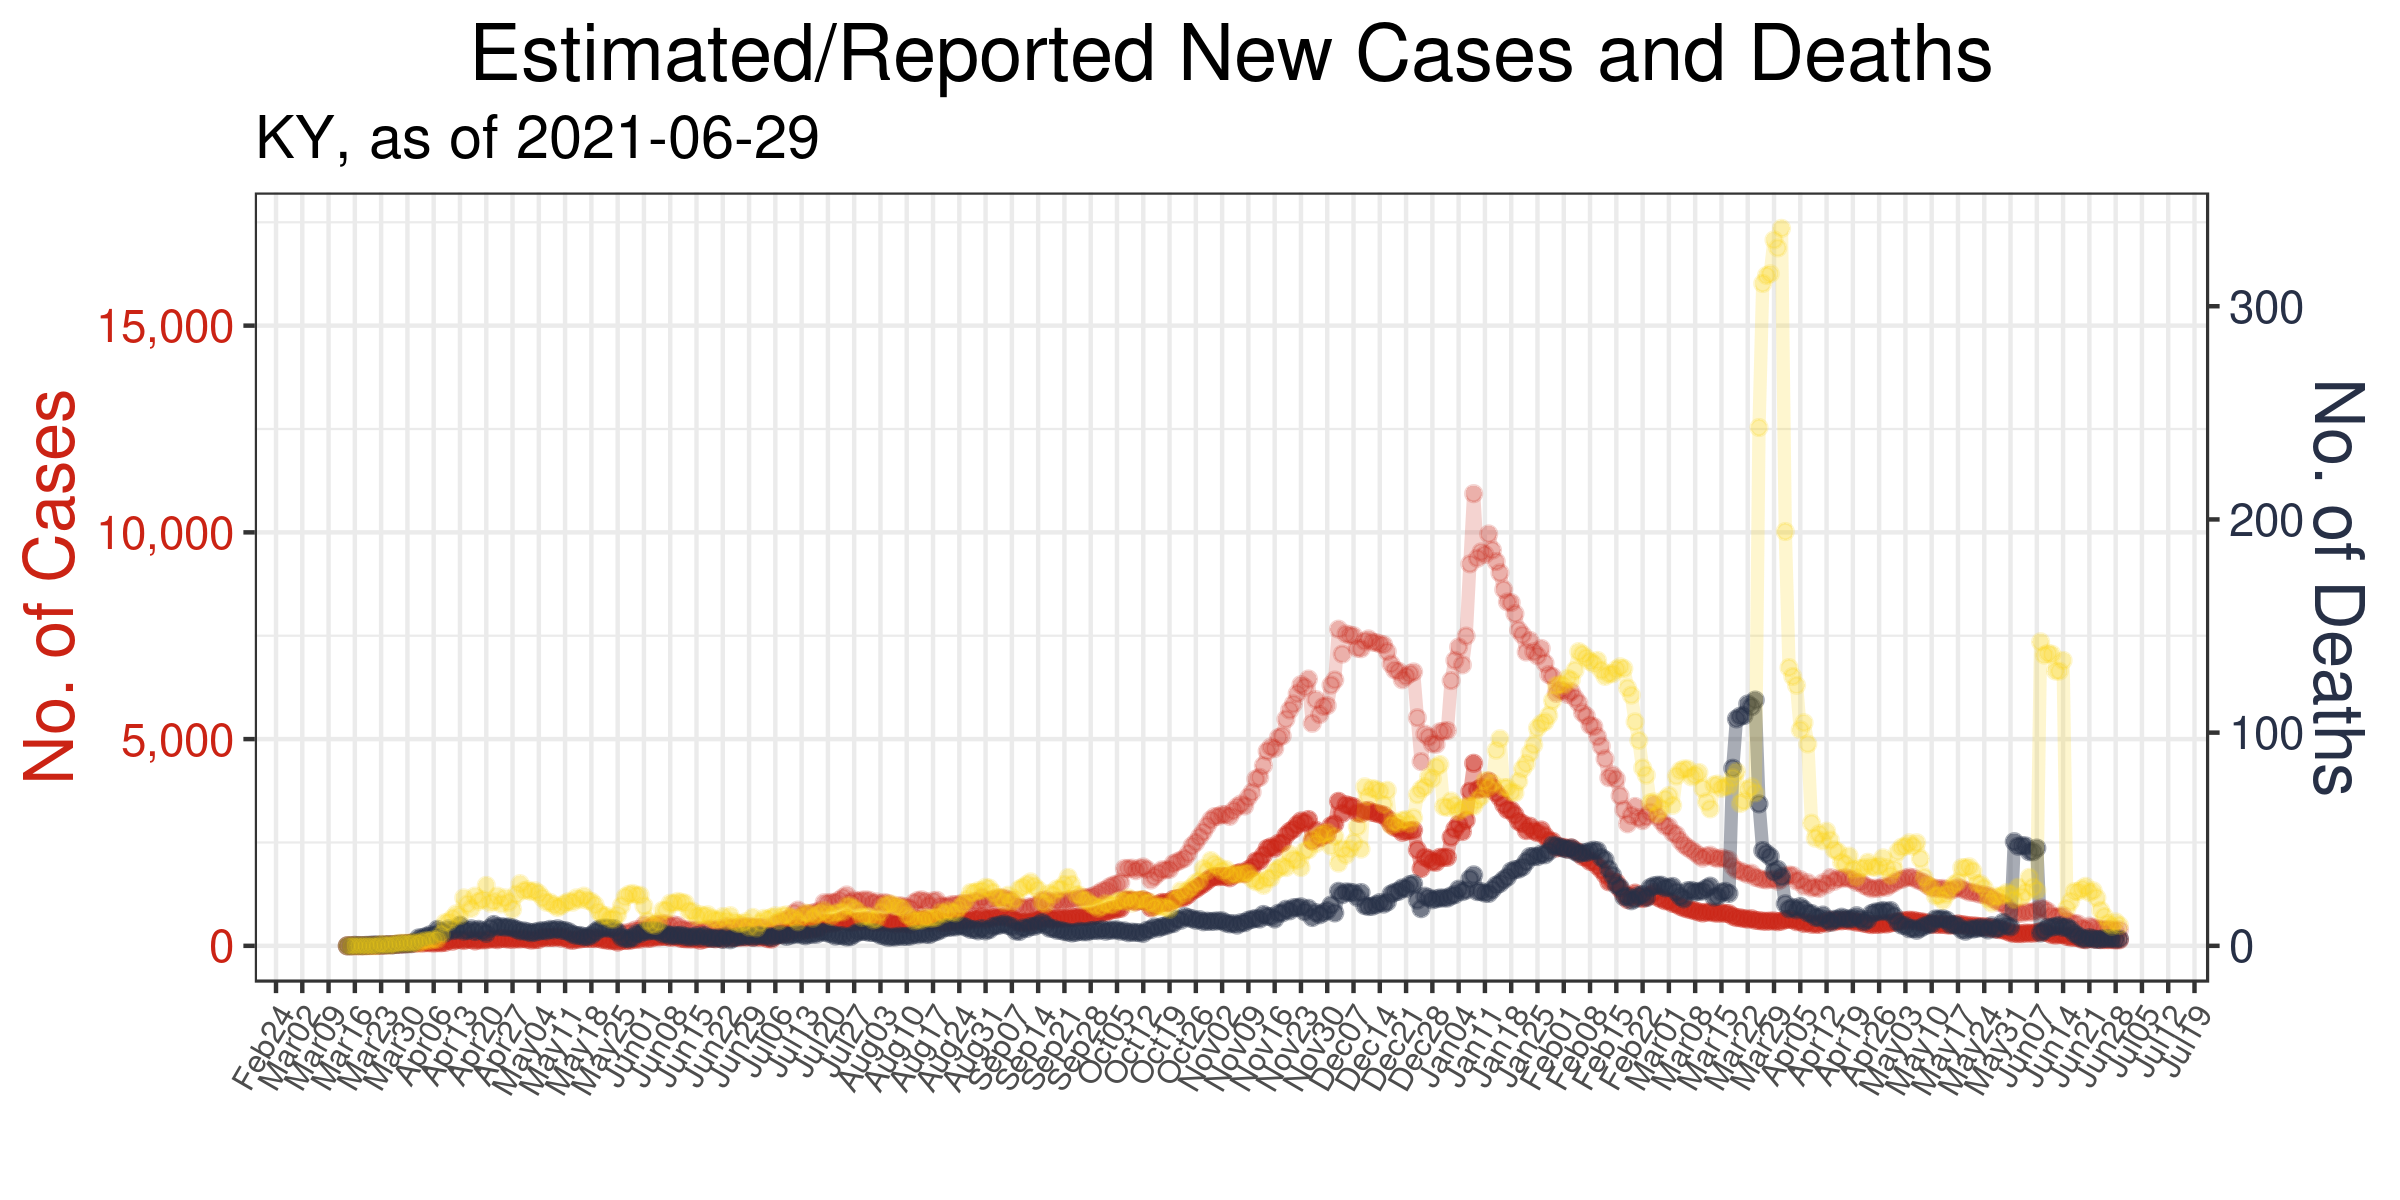 Estimated/Reported New Cases and Deaths
KY, as of 2021-06-29
No. of Cases
15,000
10,000
5,000
0
300
200
100
0
No. of Deaths
Feb24
Mar02
Mar09
Mar16
Mar23
Mar30
Apr06
Apr13
Apr20
Apr27
May04
May11
May18
May25
Jun01
Jun08
Jun15
Jun22
Jun29
Jul06
Jul13
Jul20
Jul27
Aug03
Aug10
Aug17
Aug24
Aug31
Sep07
Sep14
Sep21
Sep28
Oct05
Oct12
Oct19
Oct26
Nov02
Nov09
Nov16
Nov23
Nov30
Dec07
Dec14
Dec21
Dec28
Jan04
Jan11
Jan18
Jan25
Feb01
Feb08
Feb15
Feb22
Mar01
Mar08
Mar15
Mar22
Mar29
Apr05
Apr12
Apr19
Apr26
May03
May10
May17
May24
May31
Jun07
Jun14
Jun21
Jun28
Jul05
Jul12
Jul19